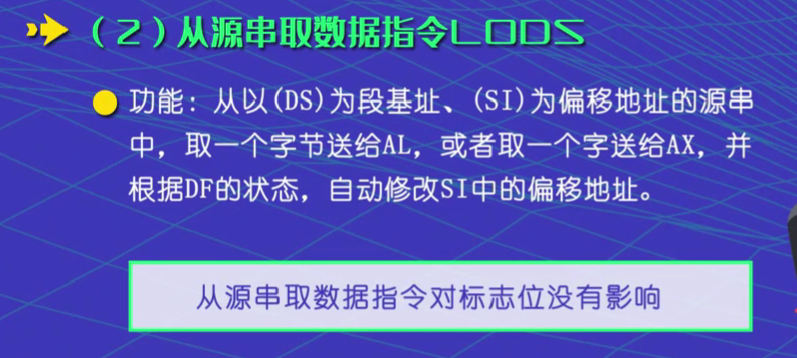 （2）从源串取数据指令LODS
功能：从以(DS)为段基址、(SI)为偏移地址的源串
中，取一个字节送给AL，或者取一个字送给AX，并
根据DF的状态，自动修改SI中的偏移地址。
从源串取数据指令对标志位没有影响